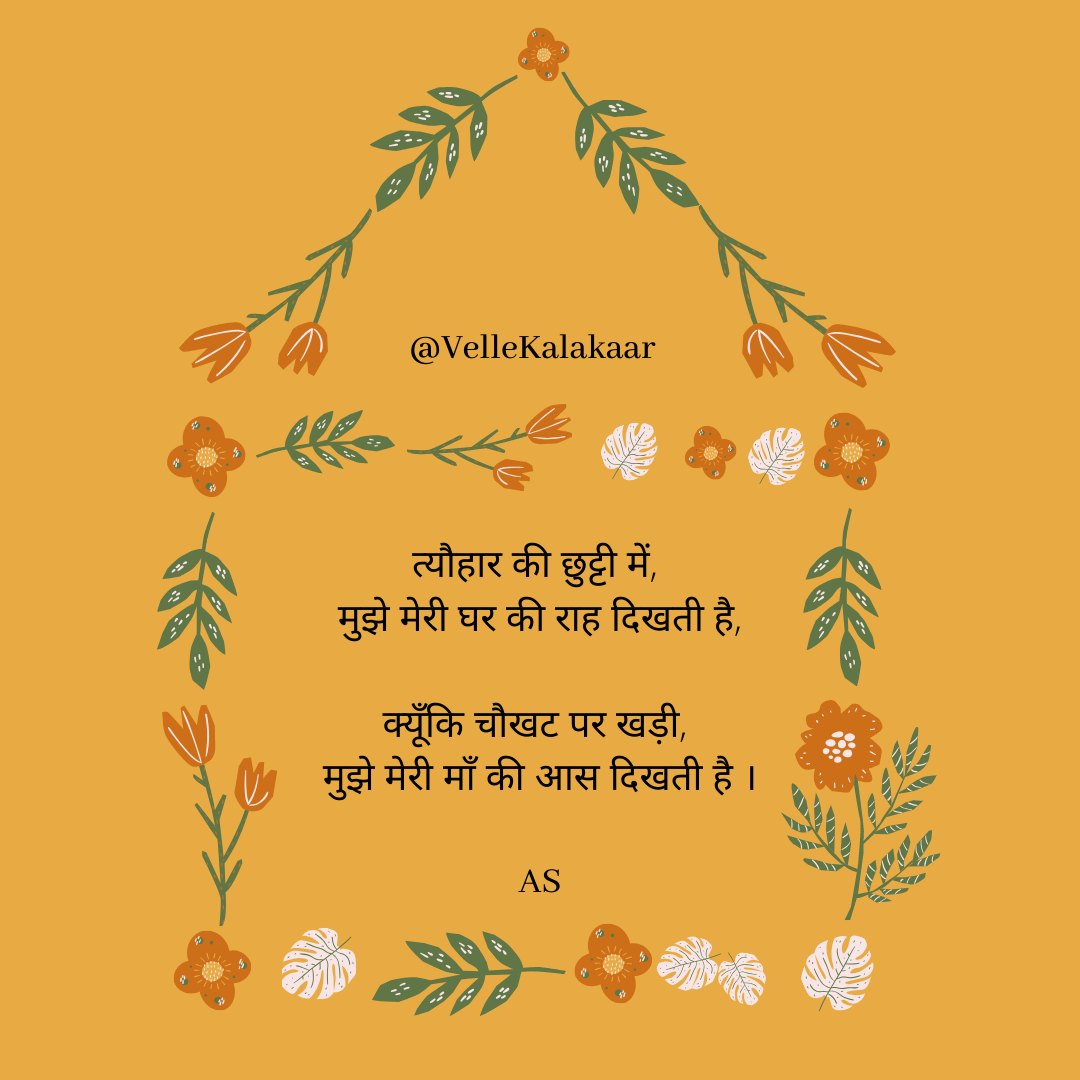 @VelleKalakaar
त्यौहार की छुट्टी में,
मुझे मेरी घर की राह दिखती है,
क्यूँकि चौखट पर खड़ी,
मुझे मेरी माँ की आस दिखती है ।
AS